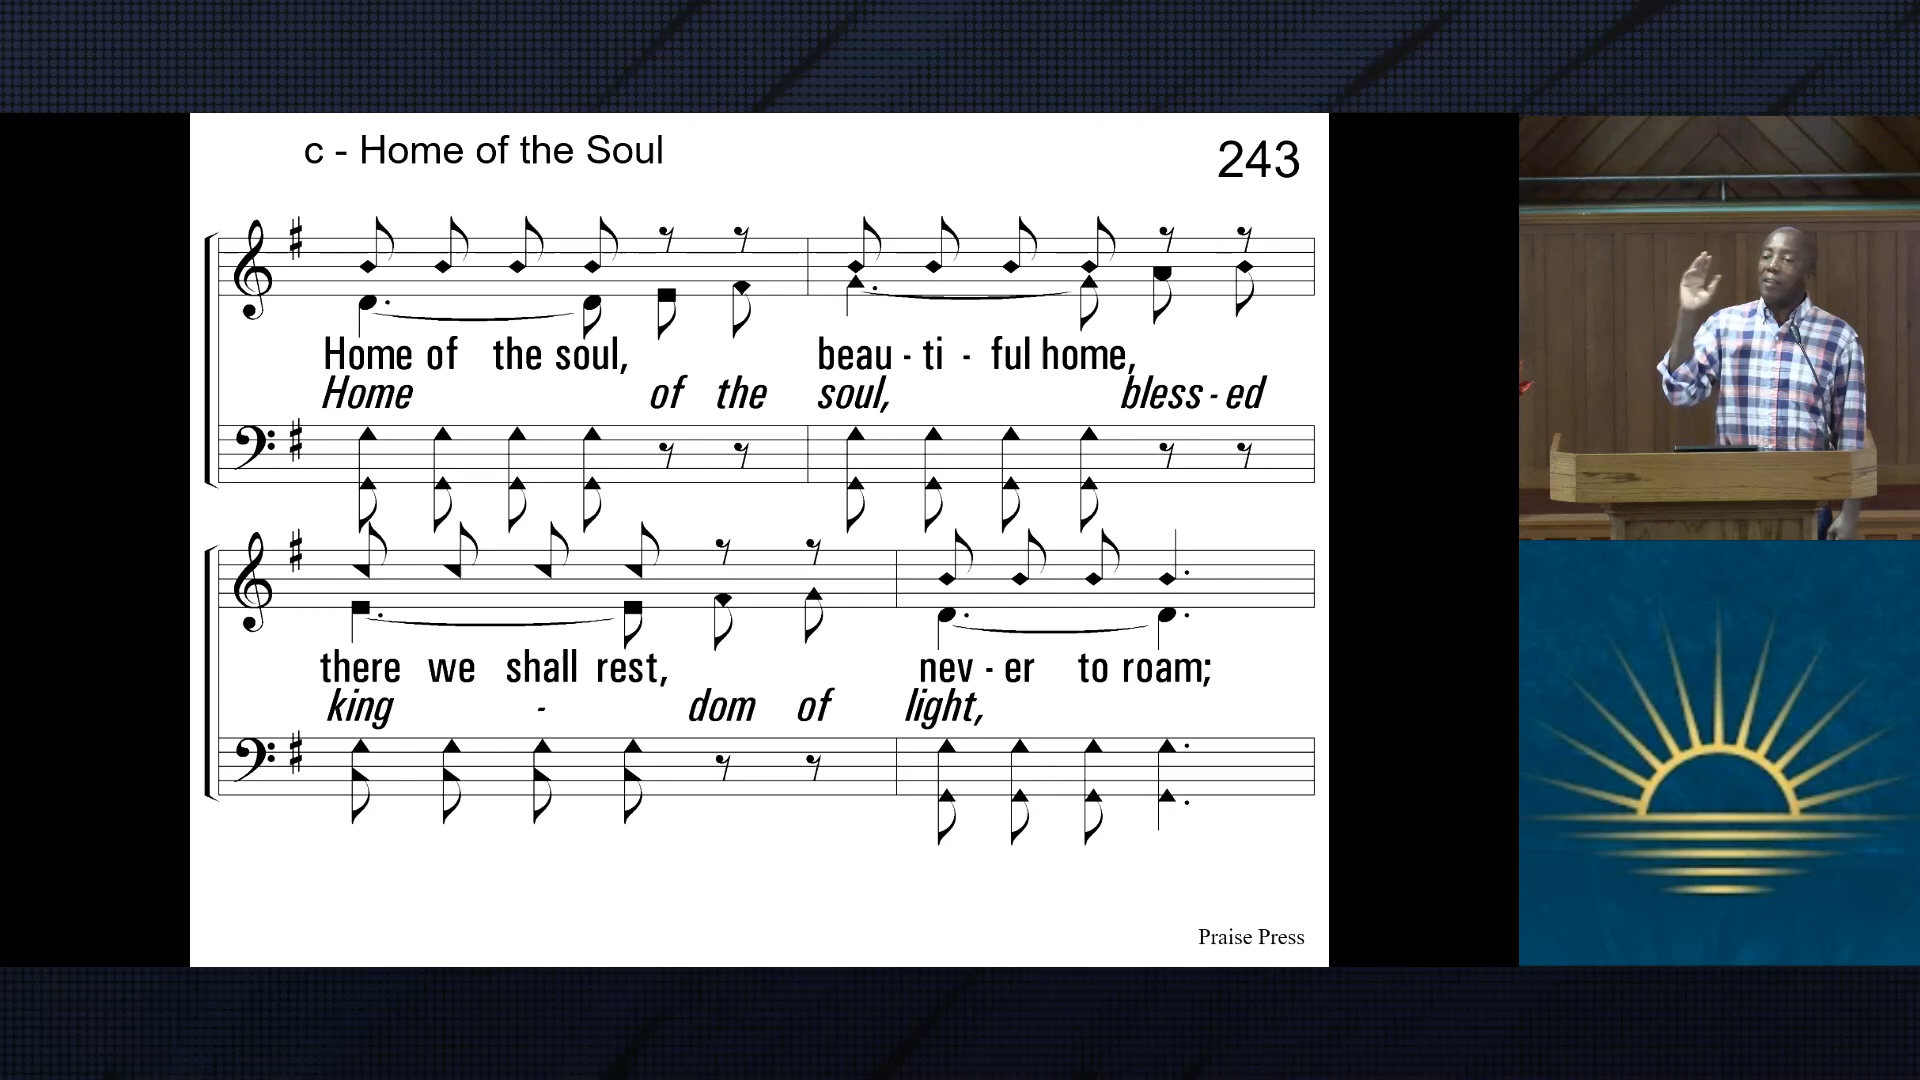 c - Home of the Soul
243
Home of the soul, beau - ti - ful home,
Home of the soul, bless - ed
there we shall rest, nev - er to roam;
king - dom of light,
Praise Press